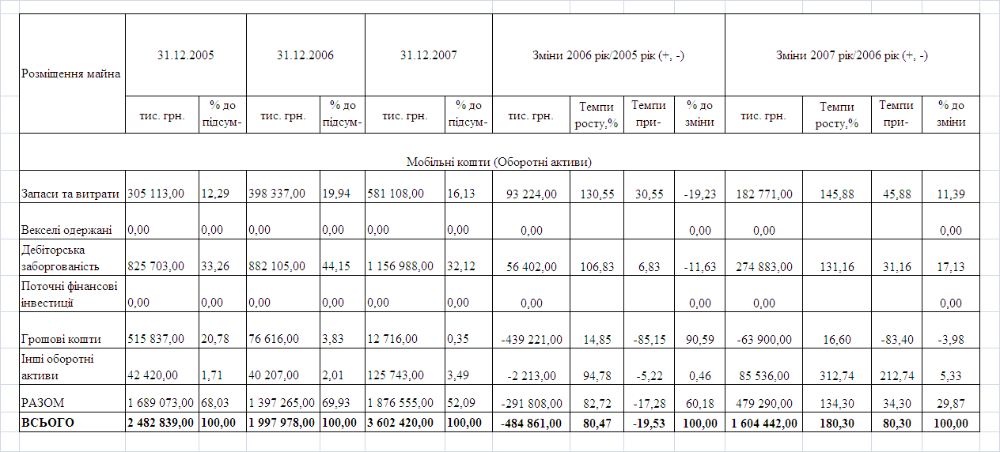 Розміщення майна 31.12.2005 31.12.2006 31.12.2007 Зміни 2006 рік/2005 рік (+, -) Зміни 2007 рік/2006 рік (+, -)
тис. грн. % до підсум- тис. грн. % до підсум- тис. грн. % до підсум- тис. грн. Темпи росту,% Темпи при- % до зміни тис. грн. Темпи росту,% Темпи при- % до зміни
Мобільні кошти (Оборотні активи)
Запаси та витрати 305 113,00 12,29 398 337,00 19,94 581 108,00 16,13 93 224,00 130,55 30,55 -19,23 182 771,00 145,88 45,88 11,39
Векселі одержані 0,00 0,00 0,00 0,00 0,00 0,00 0,00 0,00 0,00 0,00
Дебіторська
заборгованість 825 703,00 33,26 882 105,00 44,15 1 156 988,00 32,12 56 402,00 106,83 6,83 -11,63 274 883,00 131,16 31,16 17,13
Поточні фінансові
інвестиції 0,00 0,00 0,00 0,00 0,00 0,00 0,00 0,00 0,00 0,00
Грошові кошти 515 837,00 20,78 76 616,00 3,83 12 716,00 0,35 -439 221,00 14,85 -85,15 90,59 -63 900,00 16,60 -83,40 -3,98
Інші оборотні
активи 42 420,00 1,71 40 207,00 2,01 125 743,00 3,49 -2 213,00 94,78 -5,22 0,46 85 536,00 312,74 212,74 5,33
РАЗОМ 1 689 073,00 68,03 1 397 265,00 69,93 1 876 555,00 52,09 -291 808,00 82,72 -17,28 60,18 479 290,00 134,30 34,30 29,87
ВСЬОГО 2 482 839,00 100,00 1 997 978,00 100,00 3 602 420,00 100,00 -484 861,00 80,47 -19,53 100,00 1 604 442,00 180,30 80,30 100,00